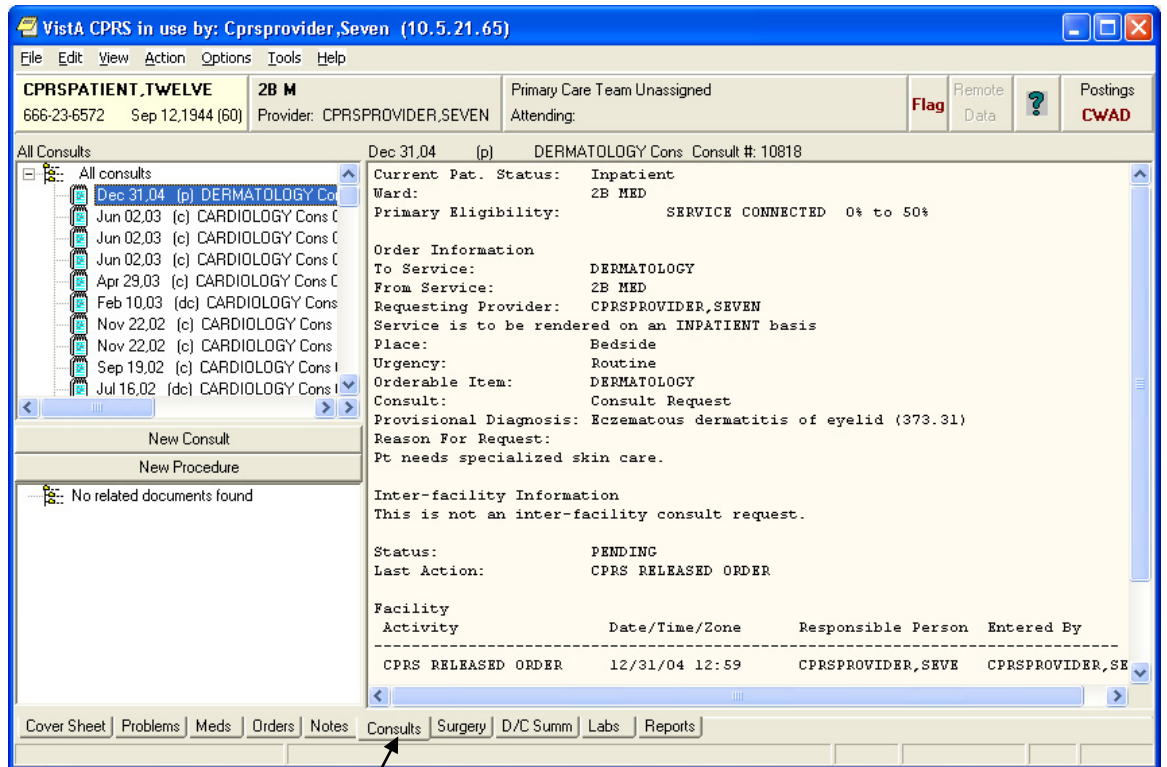 VistA CPRS in use by: Cprsprovider,Seven (10.5.21.65)
File Edit View Action Options Tools Help
CPRSPATIENT,TWELVE 2B M Primary Care Team Unassigned Flag Remote Data ? Postings
666-23-6572 Sep 12,1944 (60) Provider: CPRSPROVIDER,SEVEN Attending: CWAD
All Consults
All consults
Dec 31,04 (p) DERMATOLOGY Co
Jun 02,03 (c) CARDIOLOGY Cons
Jun 02,03 (c) CARDIOLOGY Cons
Jun 02,03 (c) CARDIOLOGY Cons
Apr 29,03 (c) CARDIOLOGY Cons
Feb 10,03 (dc) CARDIOLOGY Cons
Nov 22,02 (c) CARDIOLOGY Cons
Nov 22,02 (c) CARDIOLOGY Cons
Sep 19,02 (c) CARDIOLOGY Cons
Jul 16,02 (dc) CARDIOLOGY Cons
New Consult
New Procedure
No related documents found
Dec 31,04 (p) DERMATOLOGY Cons Consult #: 10818
Current Pat. Status: Inpatient
Ward: 2B MED
Primary Eligibility: SERVICE CONNECTED 0% to 50%
Order Information
To Service: DERMATOLOGY
From Service: 2B MED
Requesting Provider: CPRSPROVIDER,SEVEN
Service is to be rendered on an INPATIENT basis
Place: Bedside
Urgency: Routine
Orderable Item: DERMATOLOGY
Consult: Consult Request
Provisional Diagnosis: Eczematous dermatitis of eyelid (373.31)
Reason For Request:
Pt needs specialized skin care.
Inter-facility Information
This is not an inter-facility consult request.
Status: PENDING
Last Action: CPRS RELEASED ORDER
Facility
Activity Date/Time/Zone Responsible Person Entered By
CPRS RELEASED ORDER 12/31/04 12:59 CPRSPROVIDER,SEVE CPRSPROVIDER,SE
Cover Sheet Problems Meds Orders Notes Consults Surgery D/C Summ Labs Reports